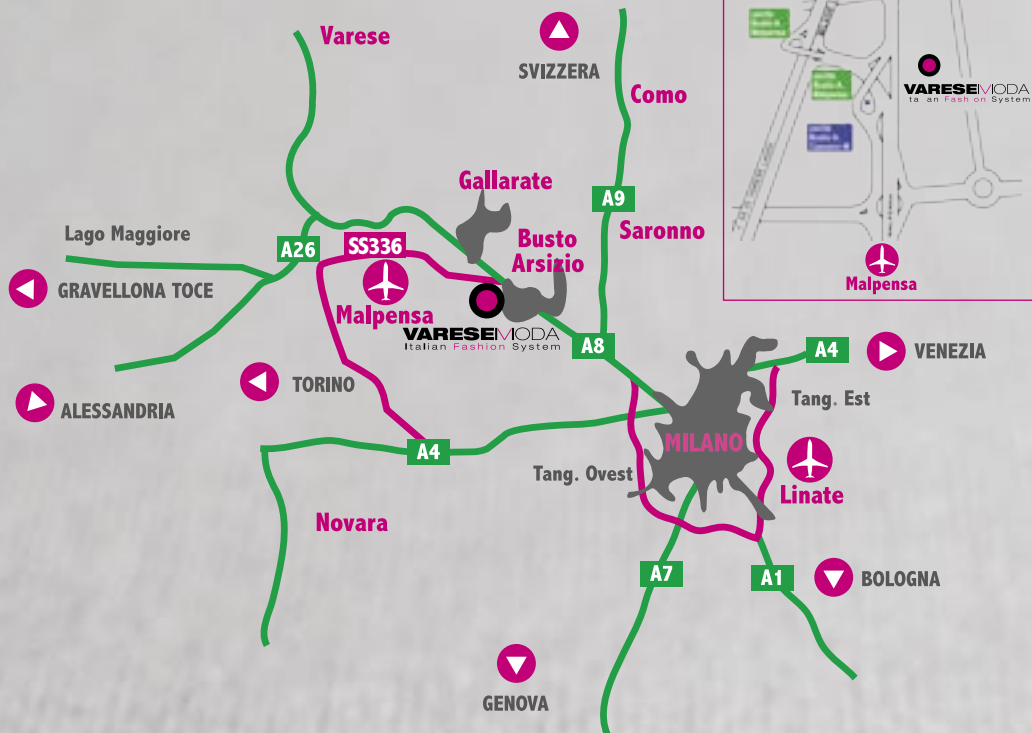 Varese
SVIZZERA
Como
VARESEMODA
Gallarate
A9
Saronno
Lago Maggiore
A26
SS336
Busto
Arsizio
Malpensa
GRAVELLONA TOCE
Malpensa
VARESEMODA
Italian Fashion System
A8
A4
VENEZIA
TORINO
ALESSANDRIA
Tang. Est
A4
MILANO
Tang. Ovest
Linate
Novara
A7
A1
BOLOGNA
GENOVA